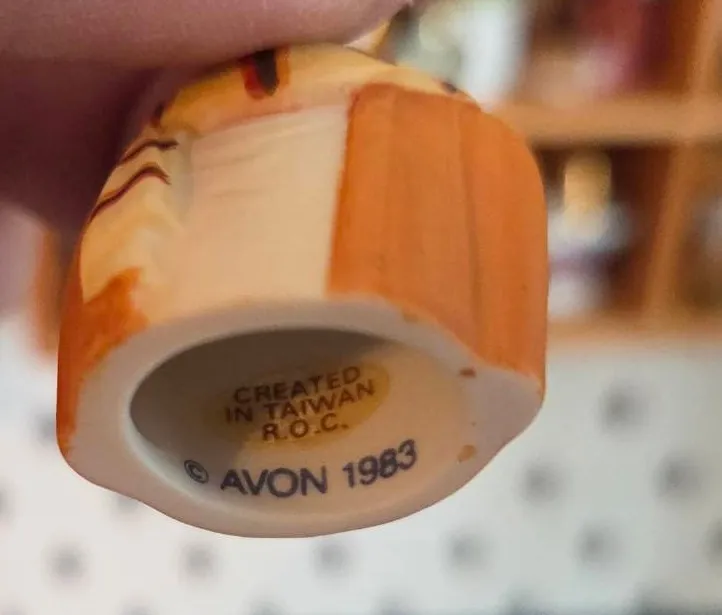 CREATED
IN TAIWAN
R.O.C.
© AVON 1983